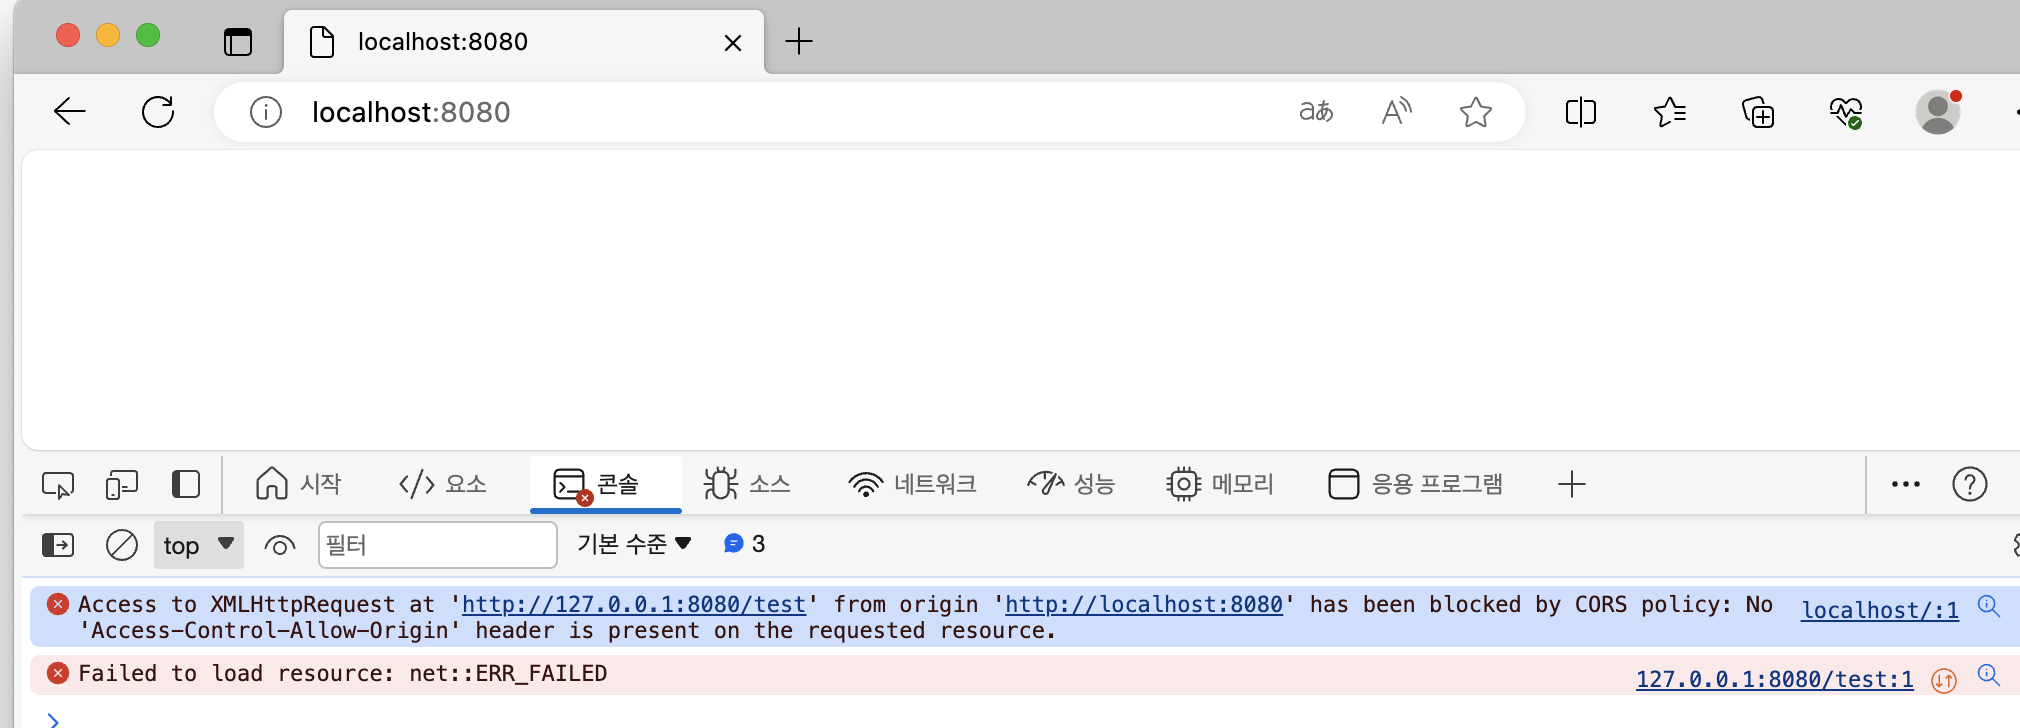 localhost:8080
localhost:8080
aあ A
시작 요소 콘솔 소스 네트워크 성능 메모리 응용 프로그램
top 필터 기본 수준 3
Access to XMLHttpRequest at 'http://127.0.0.1:8080/test' from origin 'http://localhost:8080' has been blocked by CORS policy: No localhost/:1
'Access-Control-Allow-Origin' header is present on the requested resource.
Failed to load resource: net::ERR_FAILED 127.0.0.1:8080/test:1